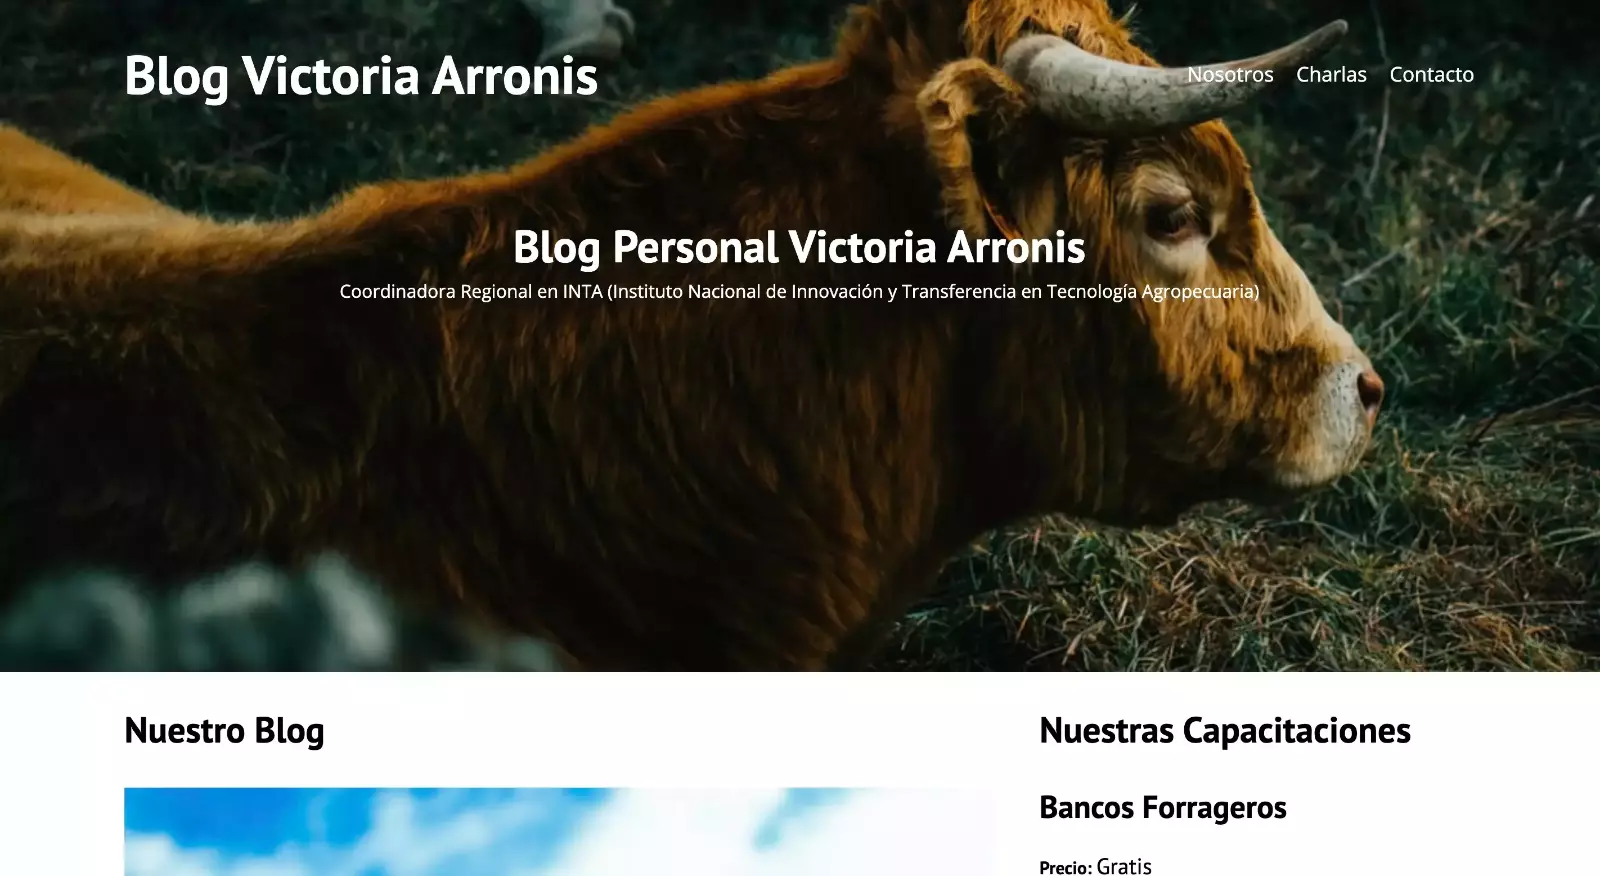 Blog Victoria Arronis
Nosotros Charlas Contacto
Blog Personal Victoria Arronis
Coordinadora Regional en INTA (Instituto Nacional de Innovación y Transferencia en Tecnología Agropecuaria)
Nuestro Blog
Nuestras Capacitaciones
Bancos Forrageros
Precio: Gratis